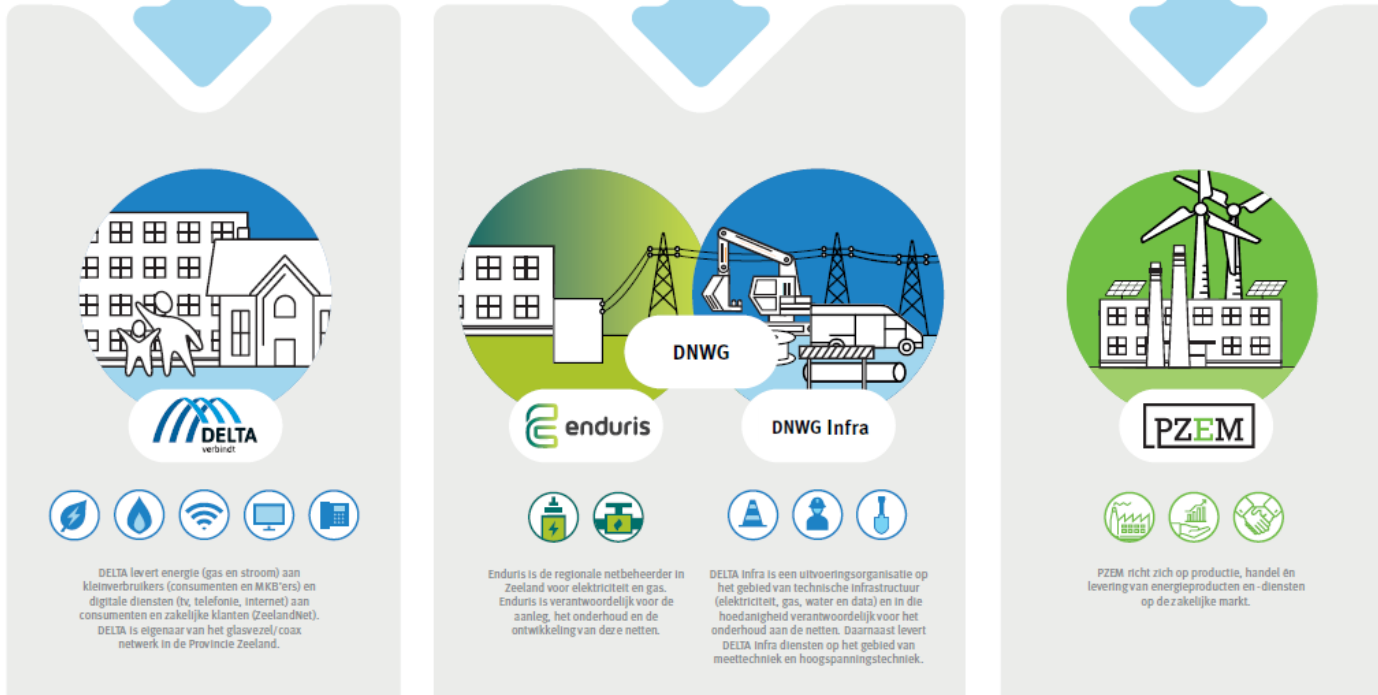 DELTA
verbindt
DELTA levert energie (gas en stroom) aan
kleinverbruikers (consumenten en MKB'ers) en
digitale diensten (tv, telefonie, internet) aan
consumenten en zakelijke klanten (ZeelandNet).
DELTA is eigenaar van het glasvezel/coax
netwerk in de Provincie Zeeland.
DNWG
enduris
Enduris is de regionale netbeheerder in
Zeeland voor elektriciteit en gas.
Enduris is verantwoordelijk voor de
aanleg, het onderhoud en de
ontwikkeling van deze netten.
DNWG Infra
DELTA Infra is een uitvoeringsorganisatie op
het gebied van technische infrastructuur
(elektriciteit, gas, water en data) en in die
hoedanigheid verantwoordelijk voor het
onderhoud aan de netten. Daarnaast levert
DELTA Infra diensten op het gebied van
meettechniek en hoogspanningstechniek.
PZEM
PZEM richt zich op productie, handel én
levering van energieproducten en -diensten
op de zakelijke markt.